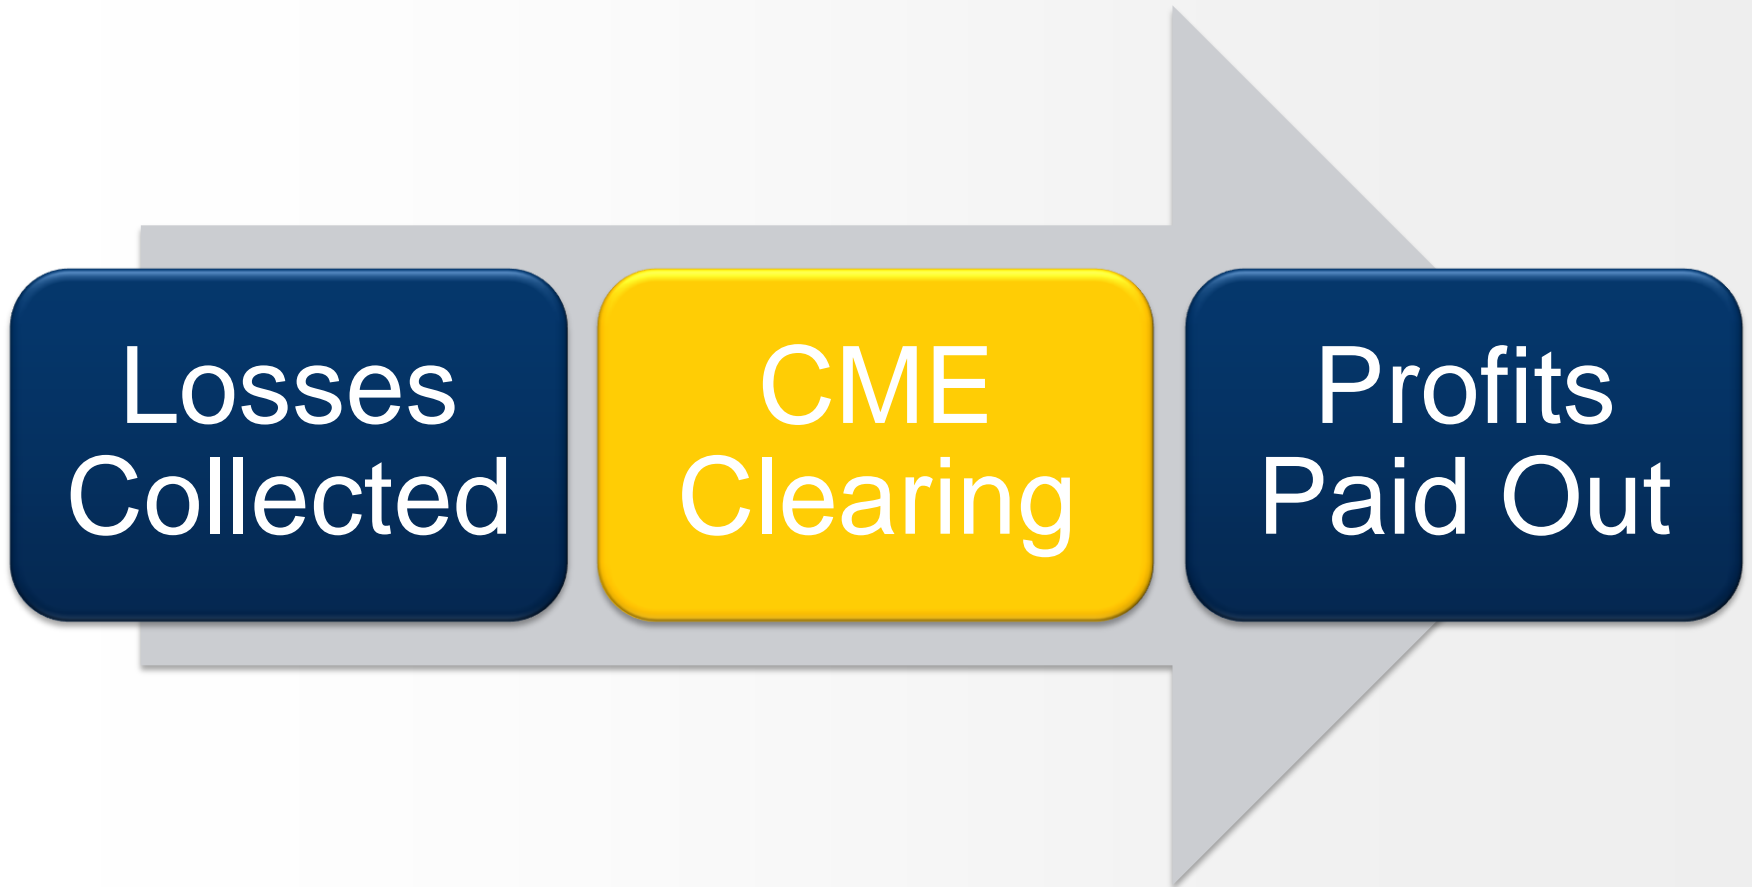 Losses
Collected
CME
Clearing
Profits
Paid Out